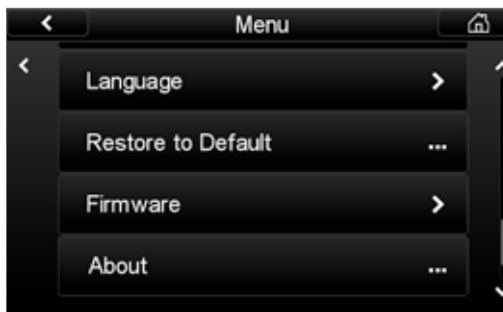 Menu
Language
Restore to Default
...
Firmware
About
...